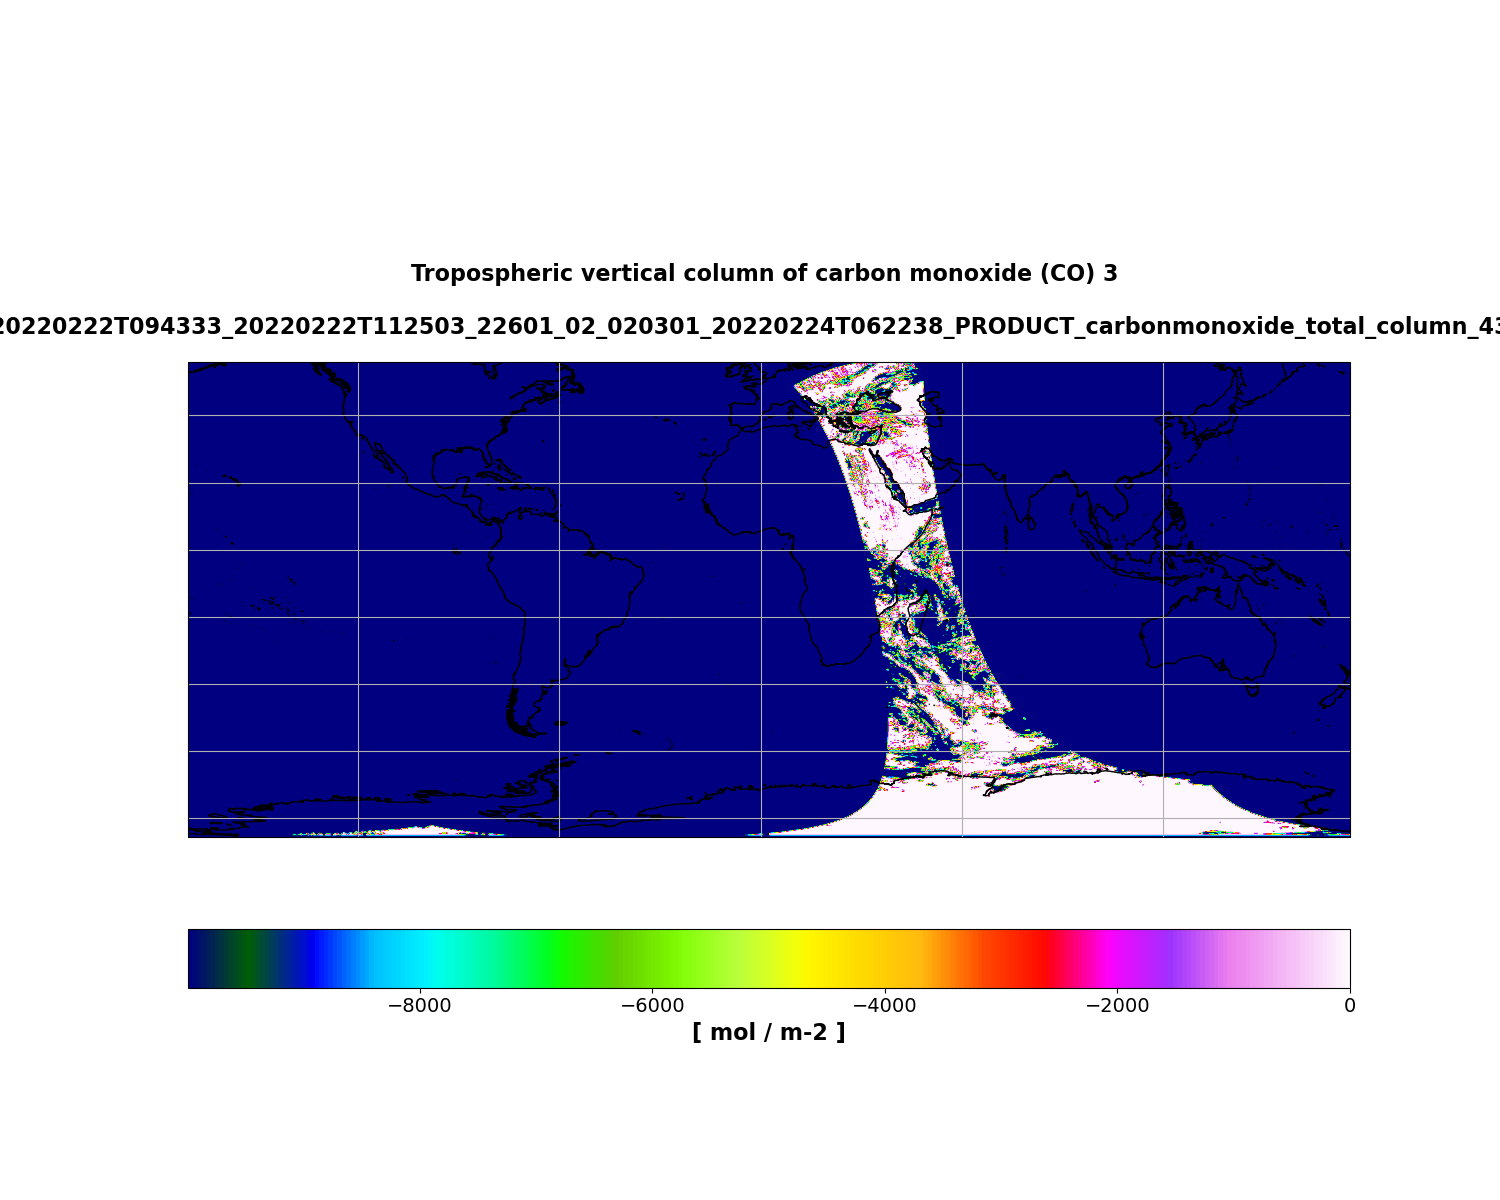 Tropospheric vertical column of carbon monoxide (CO) 3
20220222T094333_20220222T112503_22601_02_020301_20220224T062238_PRODUCT_carbonmonoxide_total_column_43
−8000 −6000 −4000 −2000 0
[ mol / m-2 ]